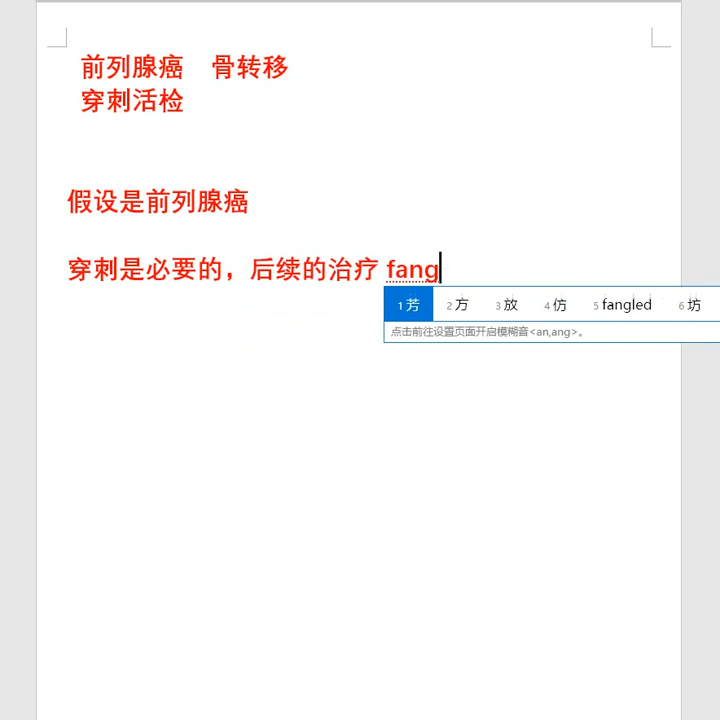 前列腺癌 骨转移
穿刺活检
假设是前列腺癌
穿刺是必要的，后续的治疗 fang
1 芳 2 方 3 放 4 仿 5 fangled 6 坊
点击前往设置页面开启模糊音<an,ang>。